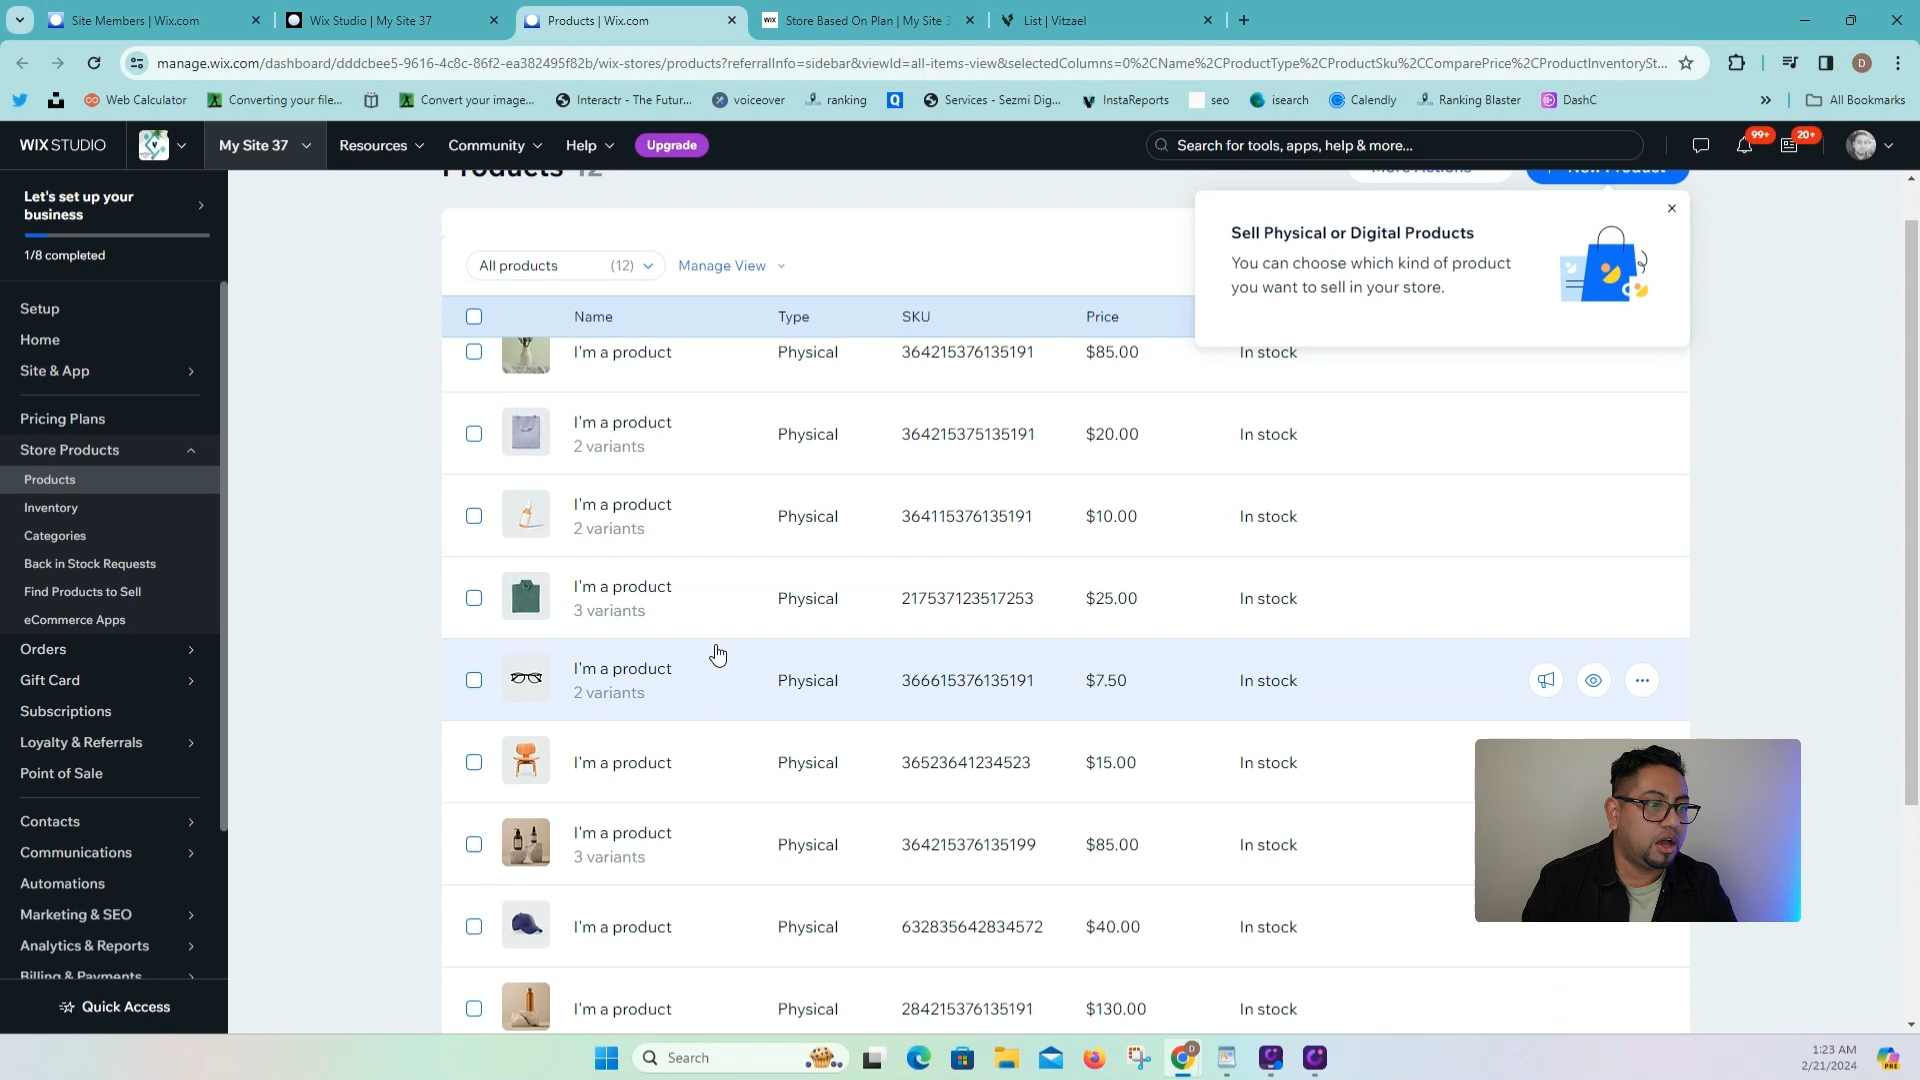 Site Members | Wix.com
Wix Studio | My Site 37
Products | Wix.com
WIX
Store Based On Plan | My Site 3
List | Vitzael
manage.wix.com/dashboard/dddcbee5-9616-4c8c-86f2-ea382495f82b/wix-stores/products?referralInfo=sidebar&viewId=all-items-view&selectedColumns=0%2CName%2CProductType%2CProductSku%2CComparePrice%2CProductInventorySt...
D
Web Calculator
Converting your file...
Convert your image...
Interactr - The Futur...
voiceover
ranking
Services - Sezmi Dig...
InstaReports
seo
isearch
Calendly
Ranking Blaster
DashC
All Bookmarks
WIX STUDIO
My Site 37
Resources
Community
Help
Upgrade
Search for tools, apps, help & more...
99+
20+
Let's set up your
business
1/8 completed
Setup
Home
Site & App
Pricing Plans
Store Products
Products
Inventory
Categories
Back in Stock Requests
Find Products to Sell
eCommerce Apps
Orders
Gift Card
Subscriptions
Loyalty & Referrals
Point of Sale
Contacts
Communications
Automations
Marketing & SEO
Analytics & Reports
Billing & Payments
Quick Access
Products 12
More Actions
+ New Product
Sell Physical or Digital Products
You can choose which kind of product
you want to sell in your store.
All products (12)
Manage View
Name Type SKU Price
I'm a product Physical 364215376135191 $85.00 In stock
I'm a product
2 variants
Physical 364215375135191 $20.00 In stock
I'm a product
2 variants
Physical 364115376135191 $10.00 In stock
I'm a product
3 variants
Physical 217537123517253 $25.00 In stock
I'm a product
2 variants
Physical 366615376135191 $7.50 In stock
I'm a product Physical 36523641234523 $15.00 In stock
I'm a product
3 variants
Physical 364215376135199 $85.00 In stock
I'm a product Physical 632835642834572 $40.00 In stock
I'm a product Physical 284215376135191 $130.00 In stock
Search
D
1:23 AM
2/21/2024
PRE